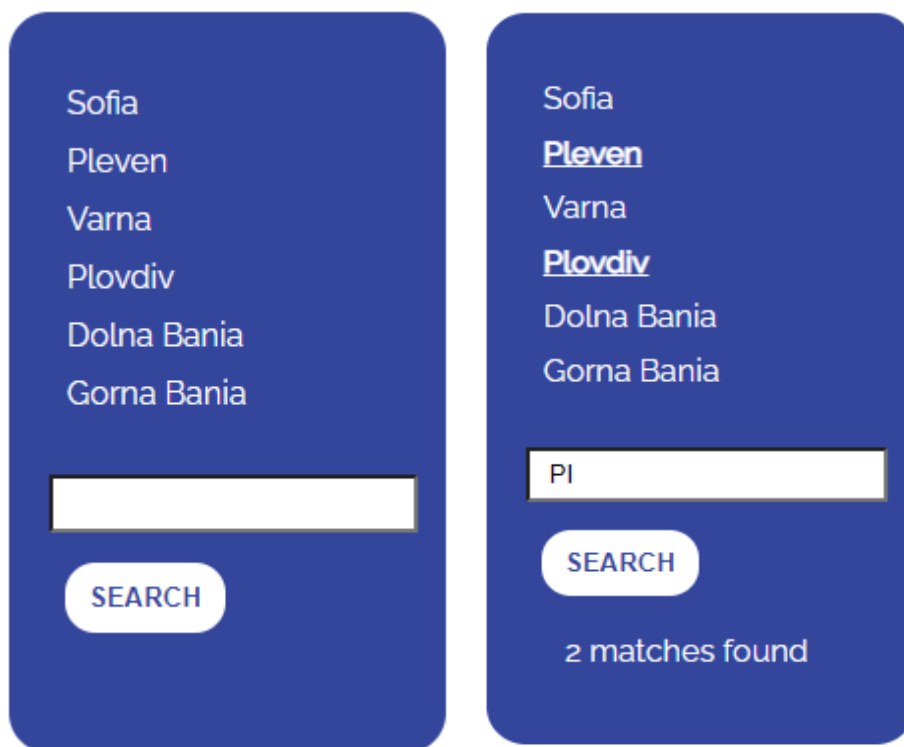 Sofia
Pleven
Varna
Plovdiv
Dolna Bania
Gorna Bania
SEARCH
Sofia
Pleven
Varna
Plovdiv
Dolna Bania
Gorna Bania
Pl
SEARCH
2 matches found